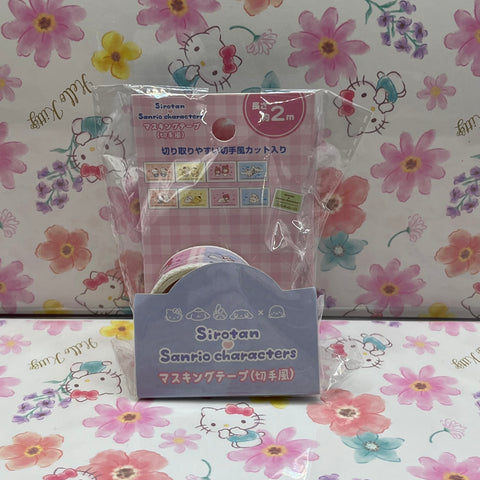 Hello Kitty
Sirotan
Sanrio characters
マスキングテープ
(切手風)
長さ
約2m
切り取りやすい切手風カット入り
×
Sirotan
Sanrio characters
マスキングテープ(切手風)
Hello Kitty